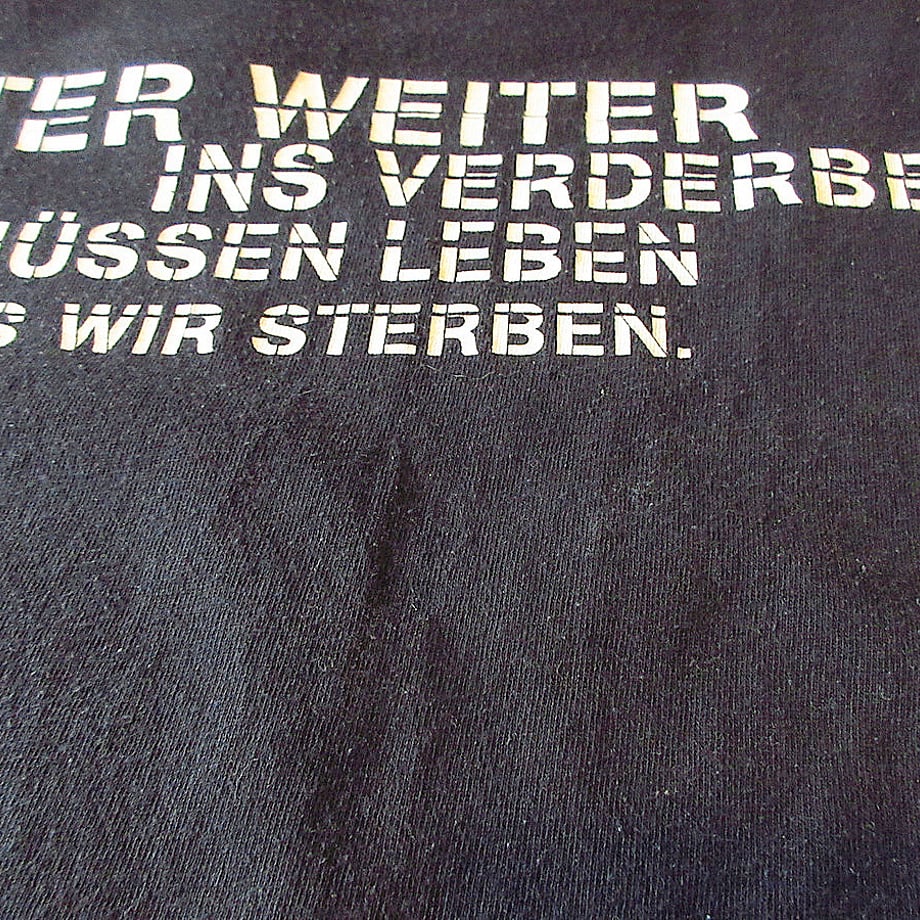 TER WEITER
INS VERDERBE
ÜSSEN LEBEN
S WIR STERBEN.